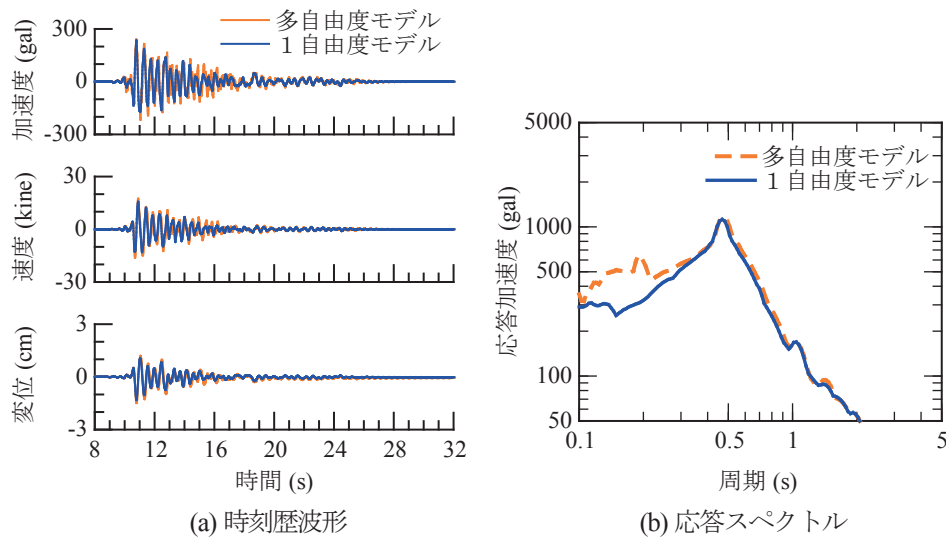 多自由度モデル
1自由度モデル
加速度 (gal)
300
0
-300
速度 (kine)
30
0
-30
変位 (cm)
3
0
-3
8 12 16 20 24 28 32
時間 (s)
(a) 時刻歴波形
多自由度モデル
1自由度モデル
応答加速度 (gal)
5000
1000
500
100
50
0.1 0.5 1 5
周期 (s)
(b) 応答スペクトル